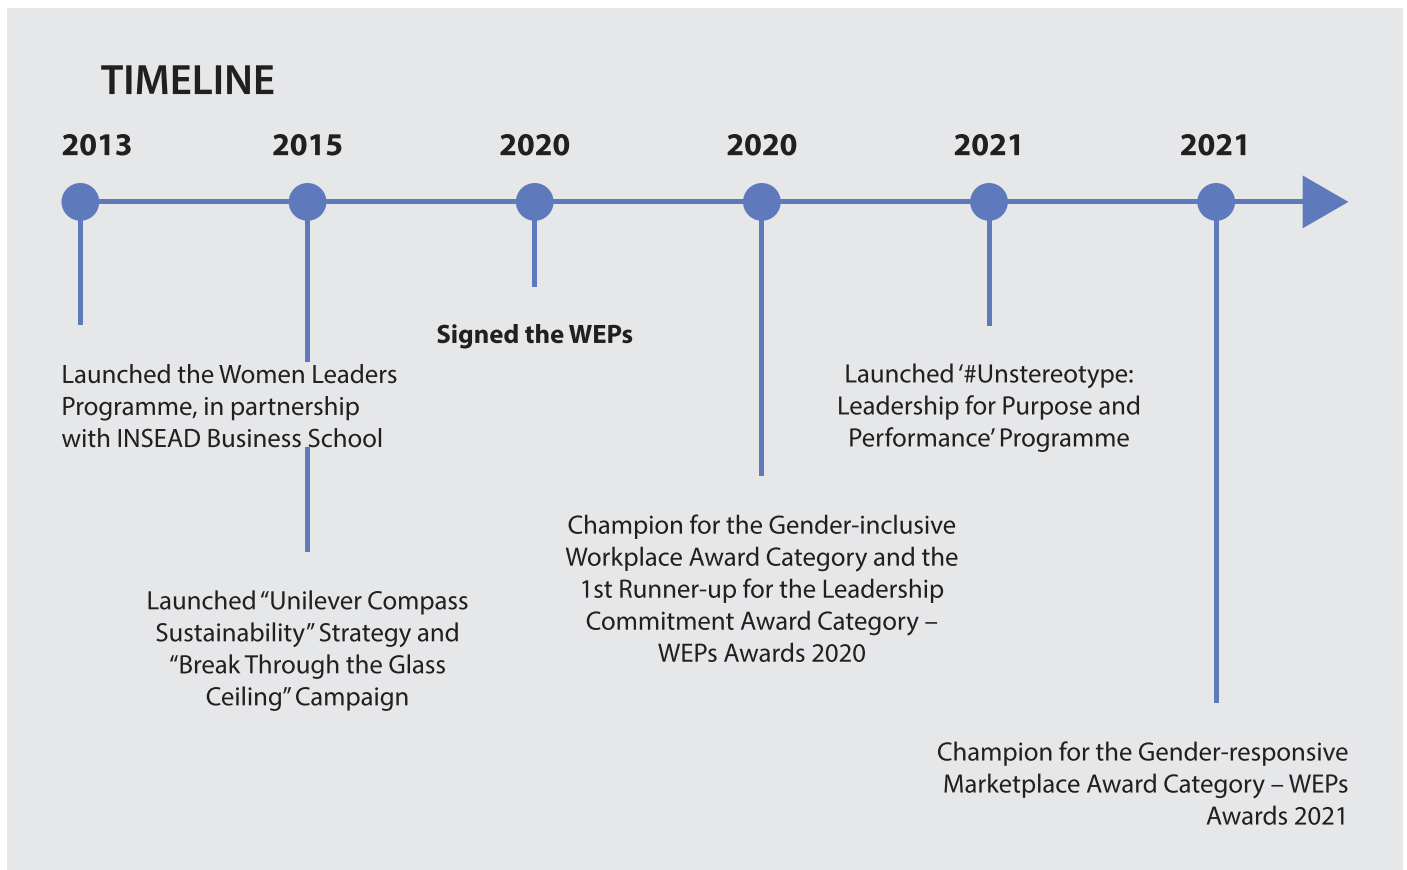 TIMELINE
2013
2015
2020
2020
2021
2021
Launched the Women Leaders
Programme, in partnership
with INSEAD Business School
Launched “Unilever Compass
Sustainability” Strategy and
“Break Through the Glass
Ceiling” Campaign
Signed the WEPs
Champion for the Gender-inclusive
Workplace Award Category and the
1st Runner-up for the Leadership
Commitment Award Category –
WEPs Awards 2020
Launched ‘#Unstereotype:
Leadership for Purpose and
Performance’ Programme
Champion for the Gender-responsive
Marketplace Award Category – WEPs
Awards 2021